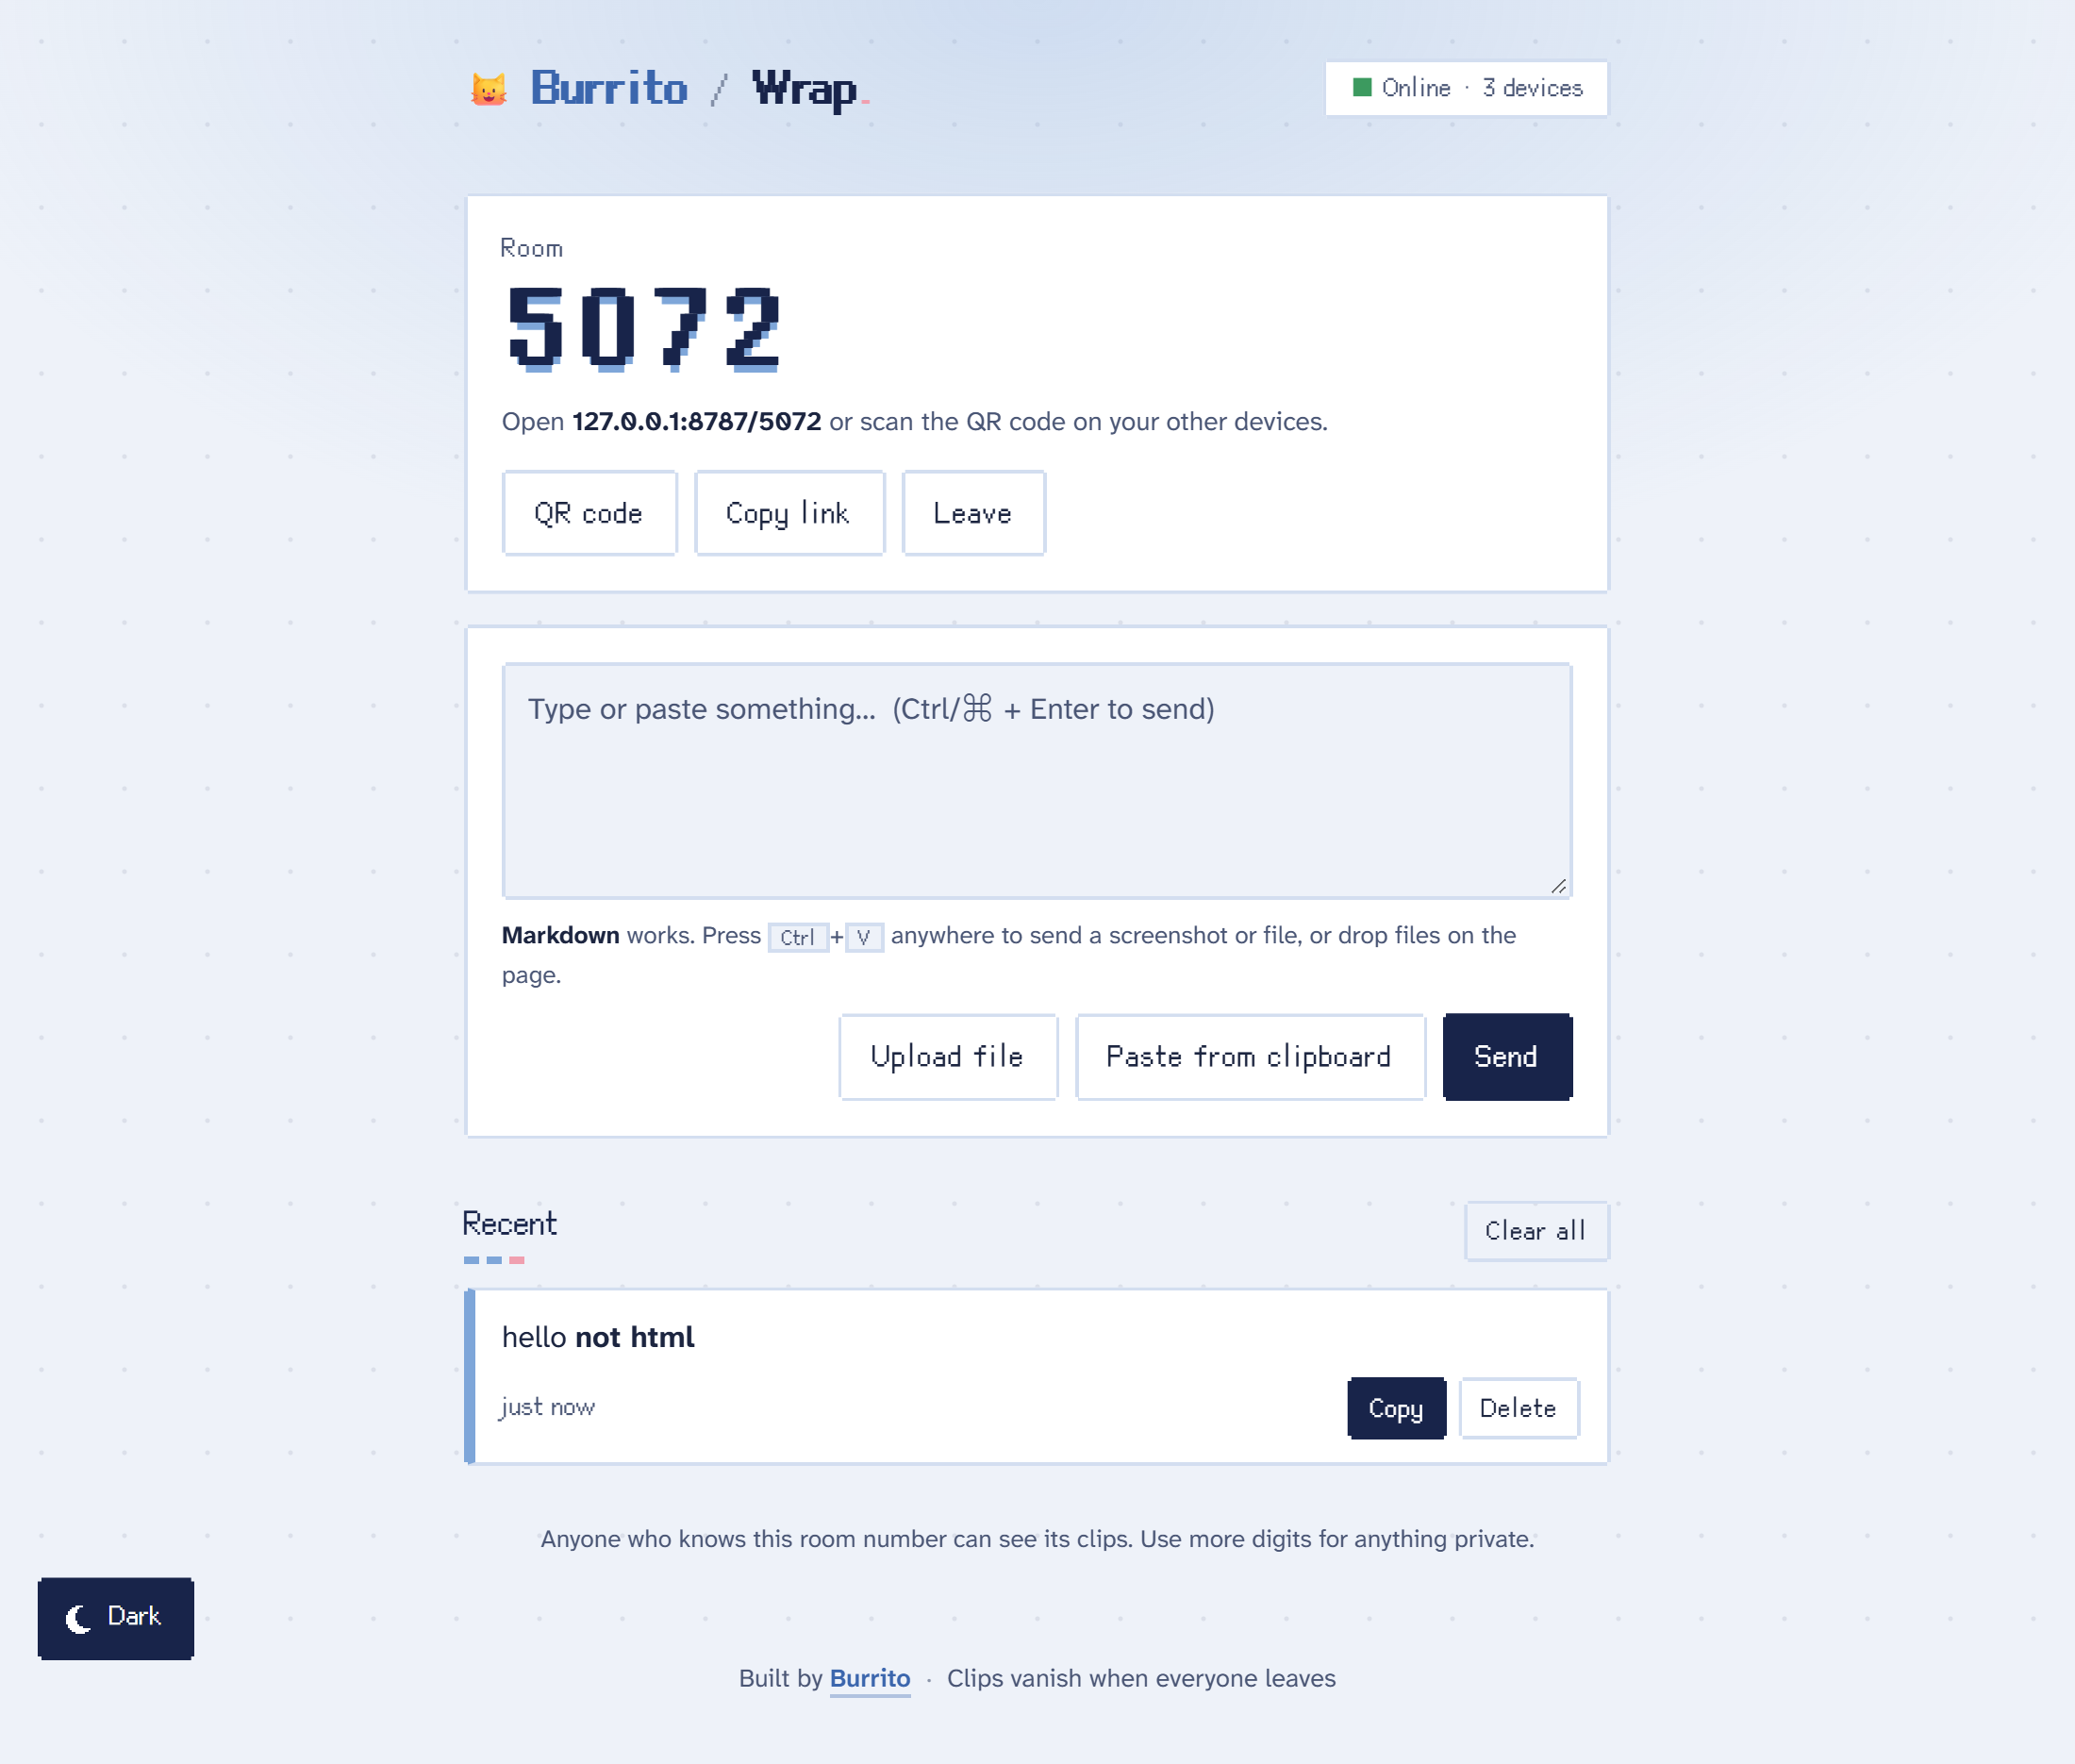 Burrito / Wrap.
Online · 3 devices
Room
5072
Open 127.0.0.1:8787/5072 or scan the QR code on your other devices.
QR code
Copy link
Leave
Type or paste something... (Ctrl/⌘ + Enter to send)
Markdown works. Press Ctrl+V anywhere to send a screenshot or file, or drop files on the
page.
Upload file
Paste from clipboard
Send
Recent
Clear all
hello not html
just now
Copy
Delete
Anyone who knows this room number can see its clips. Use more digits for anything private.
Dark
Built by Burrito · Clips vanish when everyone leaves